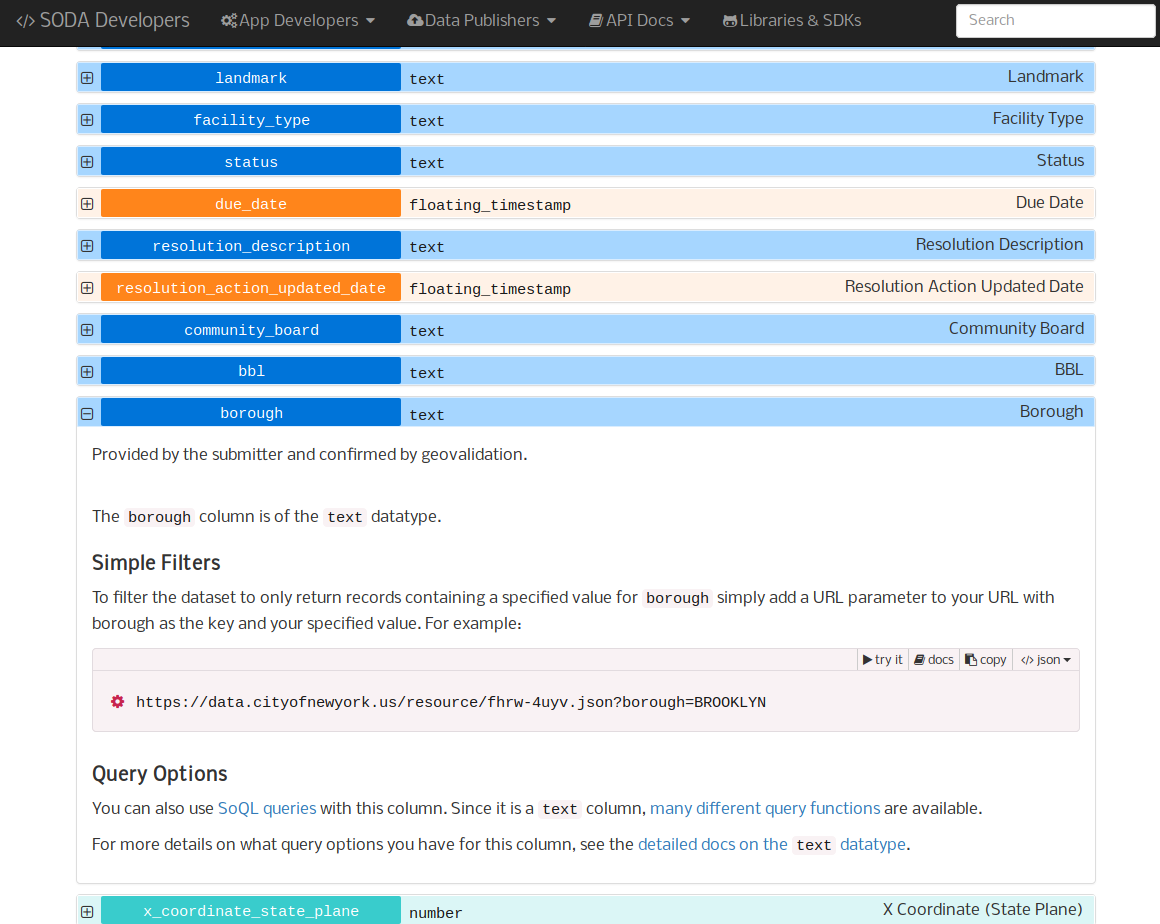 SODA Developers App Developers Data Publishers API Docs Libraries & SDKs Search
landmark text Landmark
facility_type text Facility Type
status text Status
due_date floating_timestamp Due Date
resolution_description text Resolution Description
resolution_action_updated_date floating_timestamp Resolution Action Updated Date
community_board text Community Board
bbl text BBL
borough text Borough
Provided by the submitter and confirmed by geovalidation.
The borough column is of the text datatype.
Simple Filters
To filter the dataset to only return records containing a specified value for borough simply add a URL parameter to your URL with
borough as the key and your specified value. For example:
try it docs copy </> json
https://data.cityofnewyork.us/resource/fhrw-4uyv.json?borough=BROOKLYN
Query Options
You can also use SoQL queries with this column. Since it is a text column, many different query functions are available.
For more details on what query options you have for this column, see the detailed docs on the text datatype.
x_coordinate_state_plane number X Coordinate (State Plane)